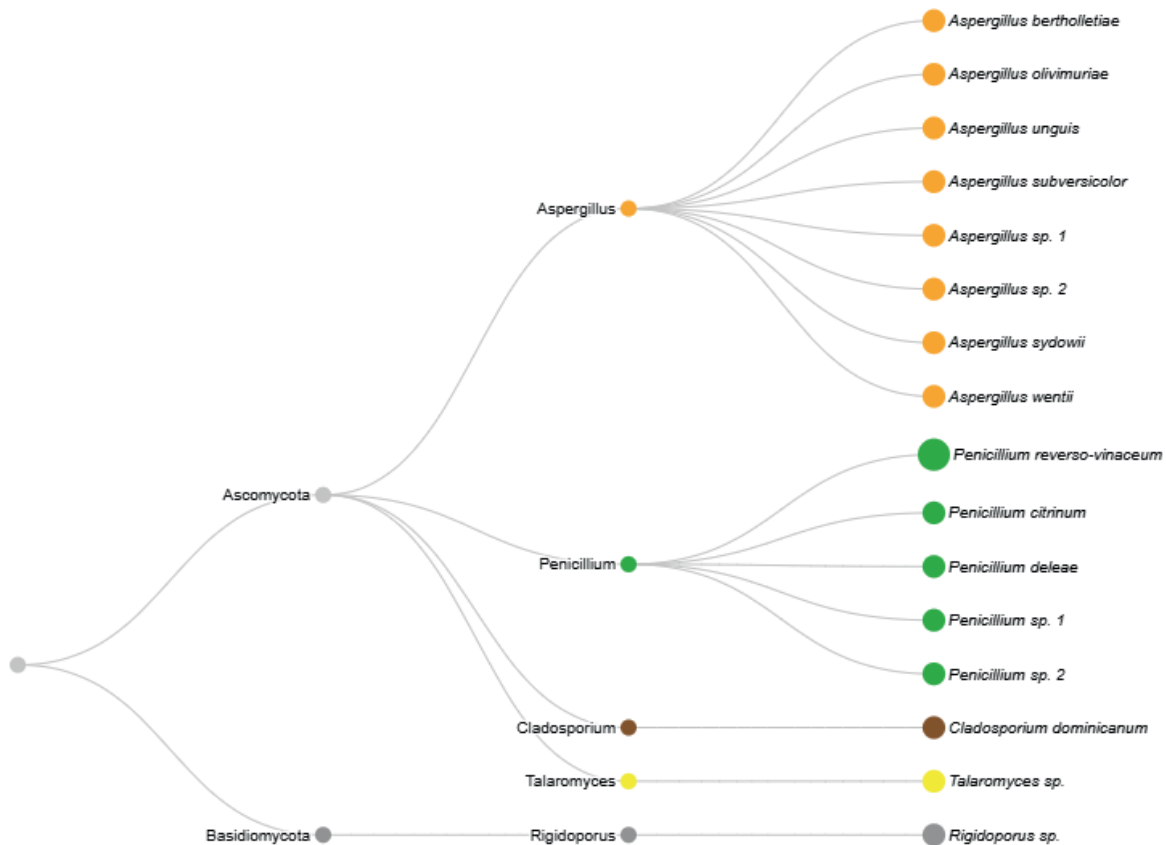 Aspergillus bertholletiae
Aspergillus olivimuriae
Aspergillus unguis
Aspergillus subversicolor
Aspergillus
Aspergillus sp. 1
Aspergillus sp. 2
Aspergillus sydowii
Aspergillus wentii
Penicillium reverso-vinaceum
Ascomycota
Penicillium citrinum
Penicillium
Penicillium deleae
Penicillium sp. 1
Penicillium sp. 2
Cladosporium
Cladosporium dominicanum
Talaromyces
Talaromyces sp.
Basidiomycota
Rigidoporus
Rigidoporus sp.